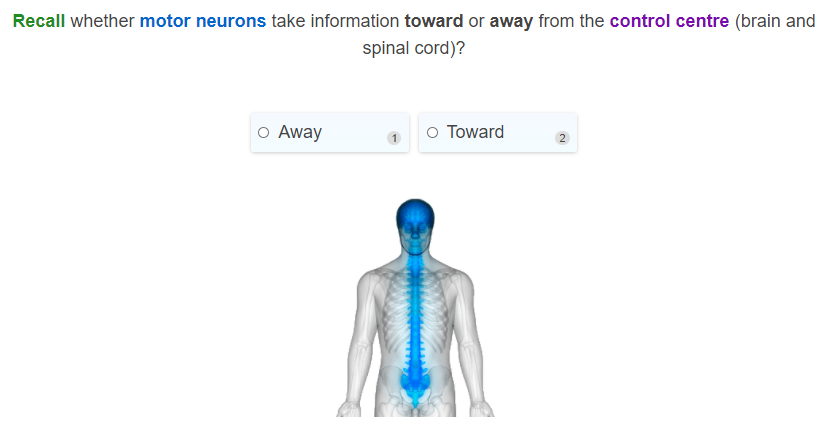 Recall whether motor neurons take information toward or away from the control centre (brain and
spinal cord)?
Away 1 Toward 2